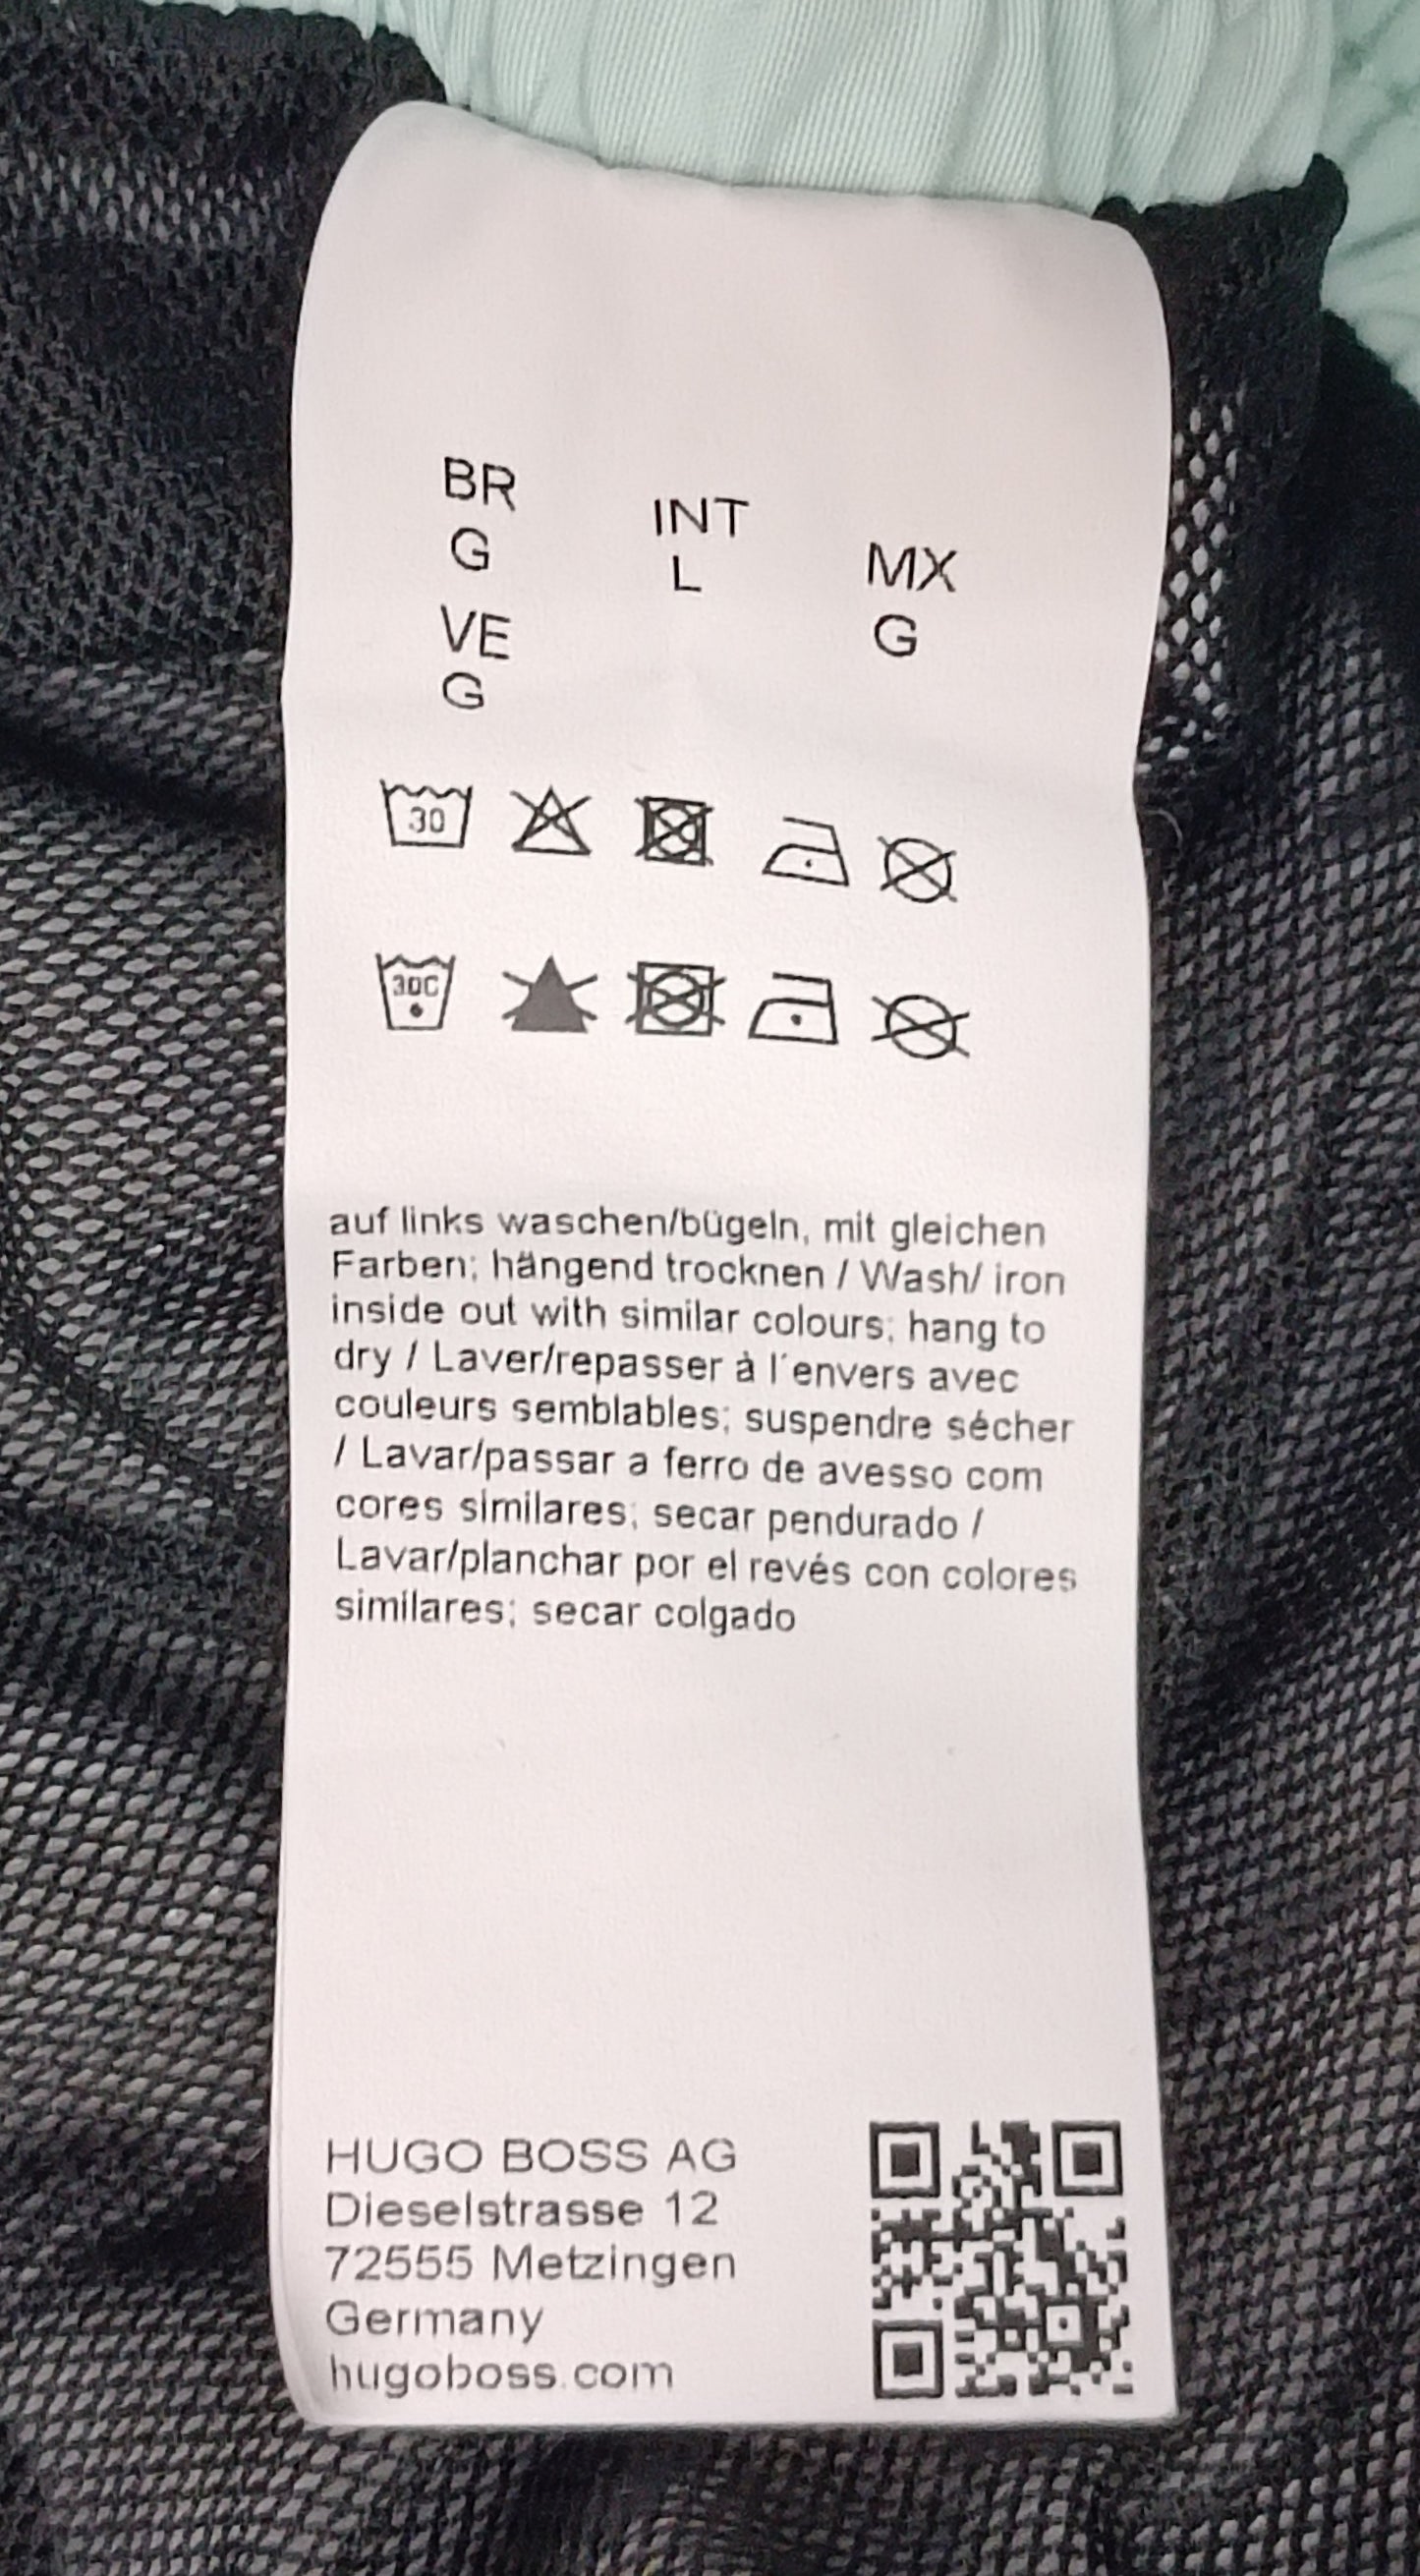 BR INT MX
G L G
VE
G
30
30C
auf links waschen/bügeln, mit gleichen
Farben; hängend trocknen / Wash/ iron
inside out with similar colours; hang to
dry / Laver/repasser à l´envers avec
couleurs semblables; suspendre sécher
/ Lavar/passar a ferro de avesso com
cores similares; secar pendurado /
Lavar/planchar por el revés con colores
similares; secar colgado
HUGO BOSS AG
Dieselstrasse 12
72555 Metzingen
Germany
hugoboss.com